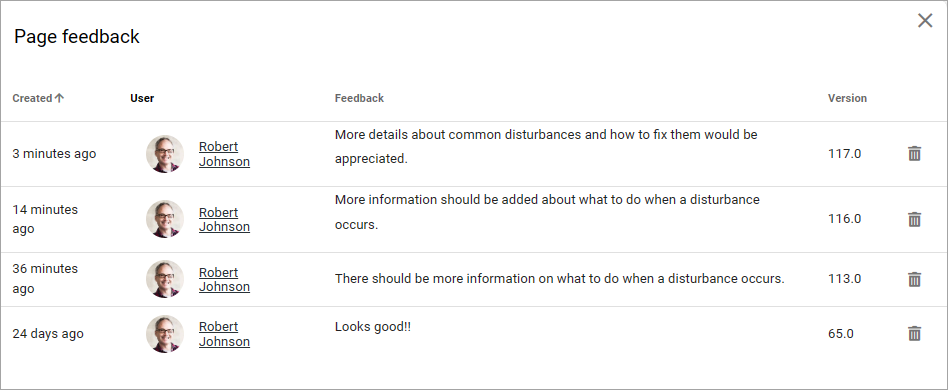 Page feedback
Created User Feedback Version
3 minutes ago Robert Johnson More details about common disturbances and how to fix them would be appreciated. 117.0
14 minutes ago Robert Johnson More information should be added about what to do when a disturbance occurs. 116.0
36 minutes ago Robert Johnson There should be more information on what to do when a disturbance occurs. 113.0
24 days ago Robert Johnson Looks good!! 65.0